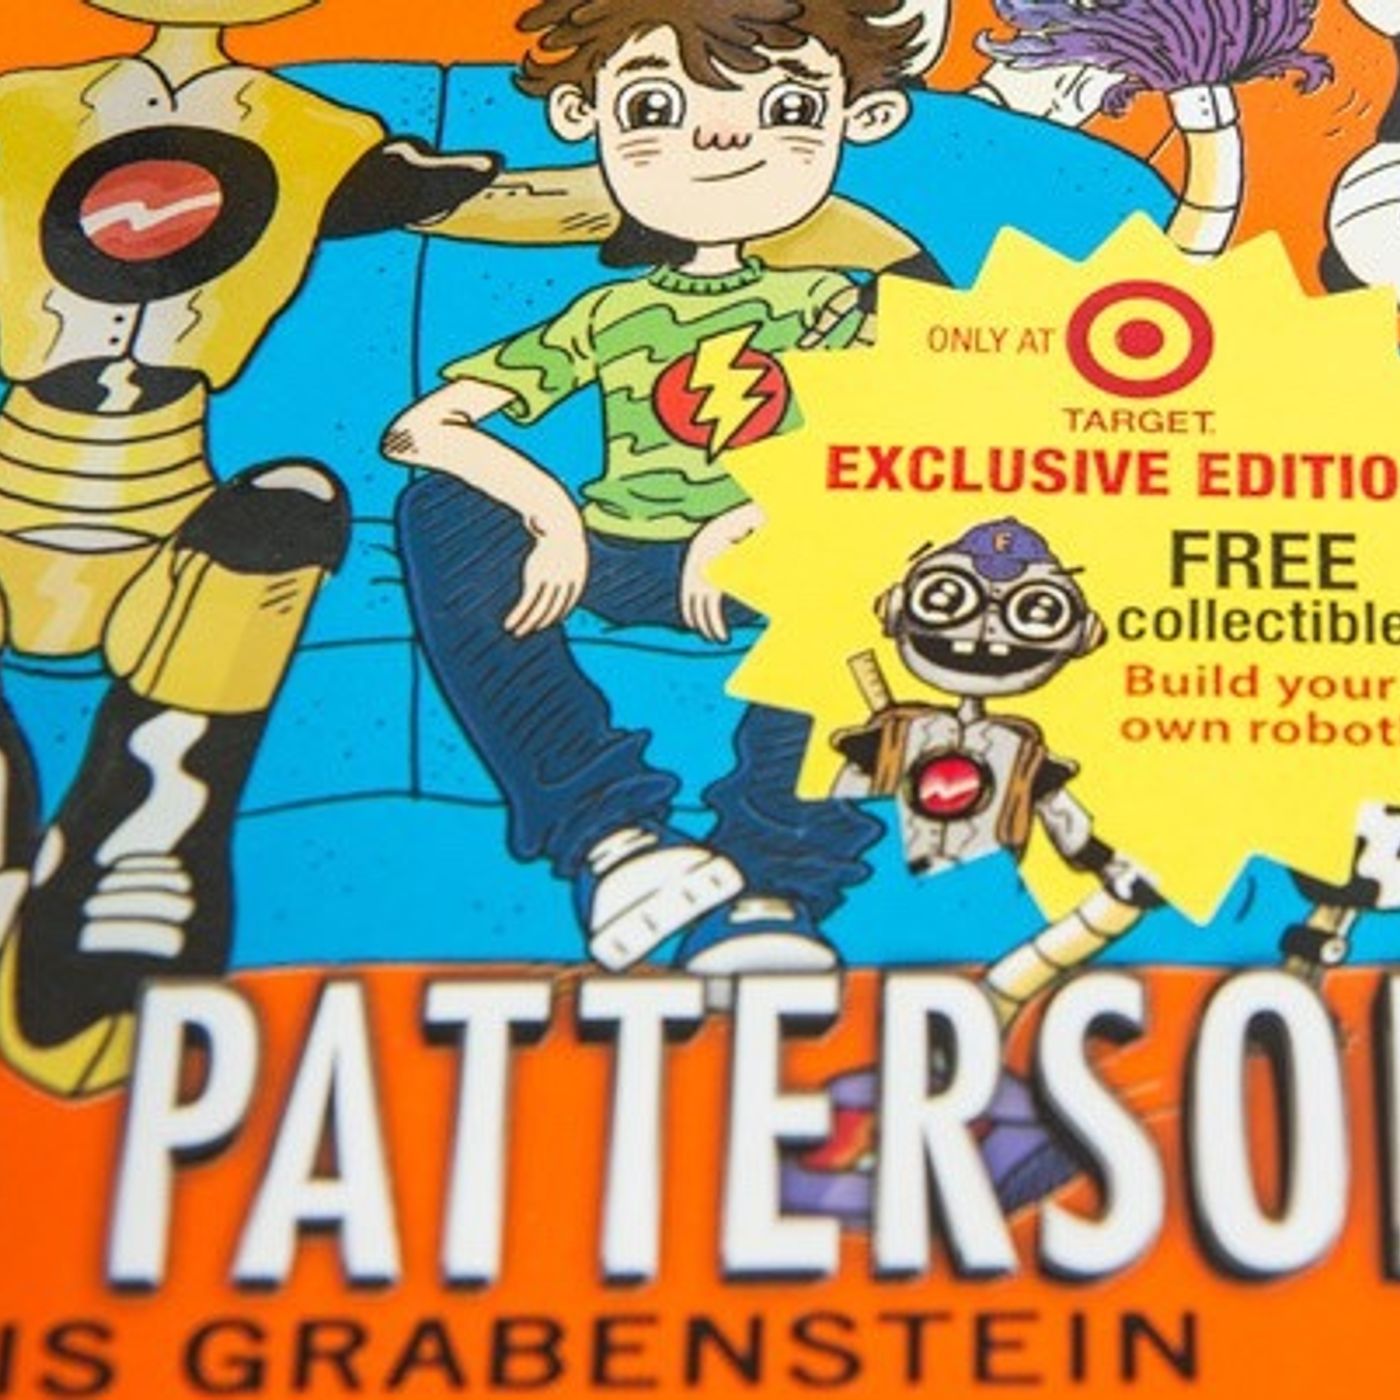 ONLY AT
TARGET.
EXCLUSIVE EDITIO
FREE
collectible
Build your
own robot
F
PATTERSO
IS GRABENSTEIN